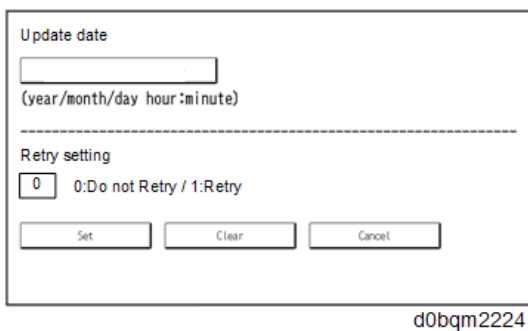 Update date
(year/month/day hour:minute)
Retry setting
0 0:Do not Retry / 1:Retry
Set Clear Cancel
d0bqm2224